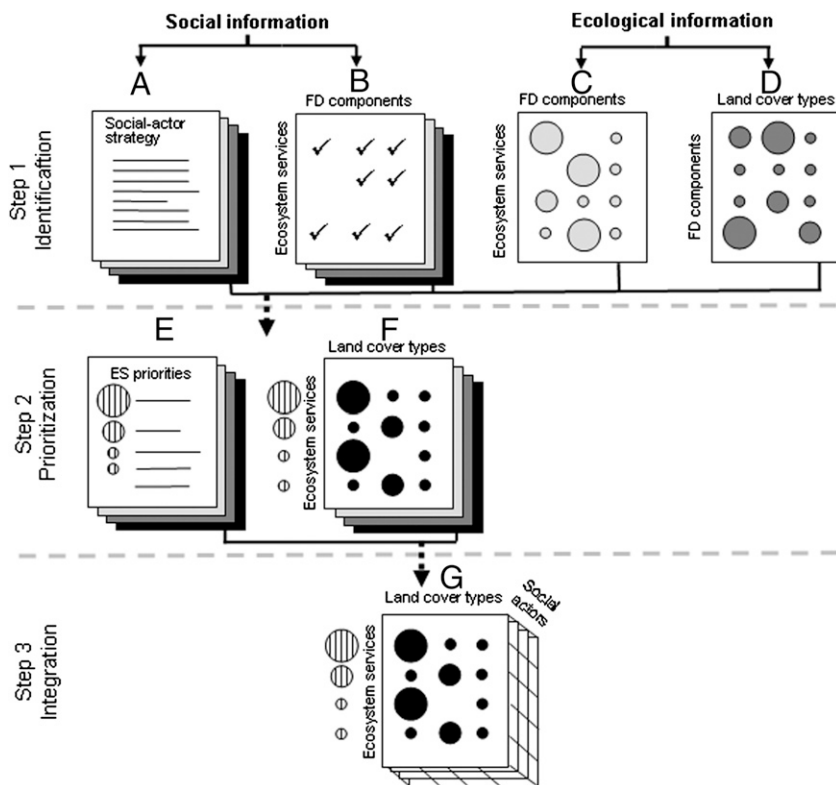 Social information
Ecological information
A
B
C
D
Step 1
Identificaftion
Social-actor
strategy
FD components
Ecosystem services
FD components
Ecosystem services
Land cover types
FD components
E
F
Step 2
Prioritization
ES priorities
Land cover types
Ecosystem services
G
Step 3
Integration
Land cover types
Ecosystem services
Social
actors